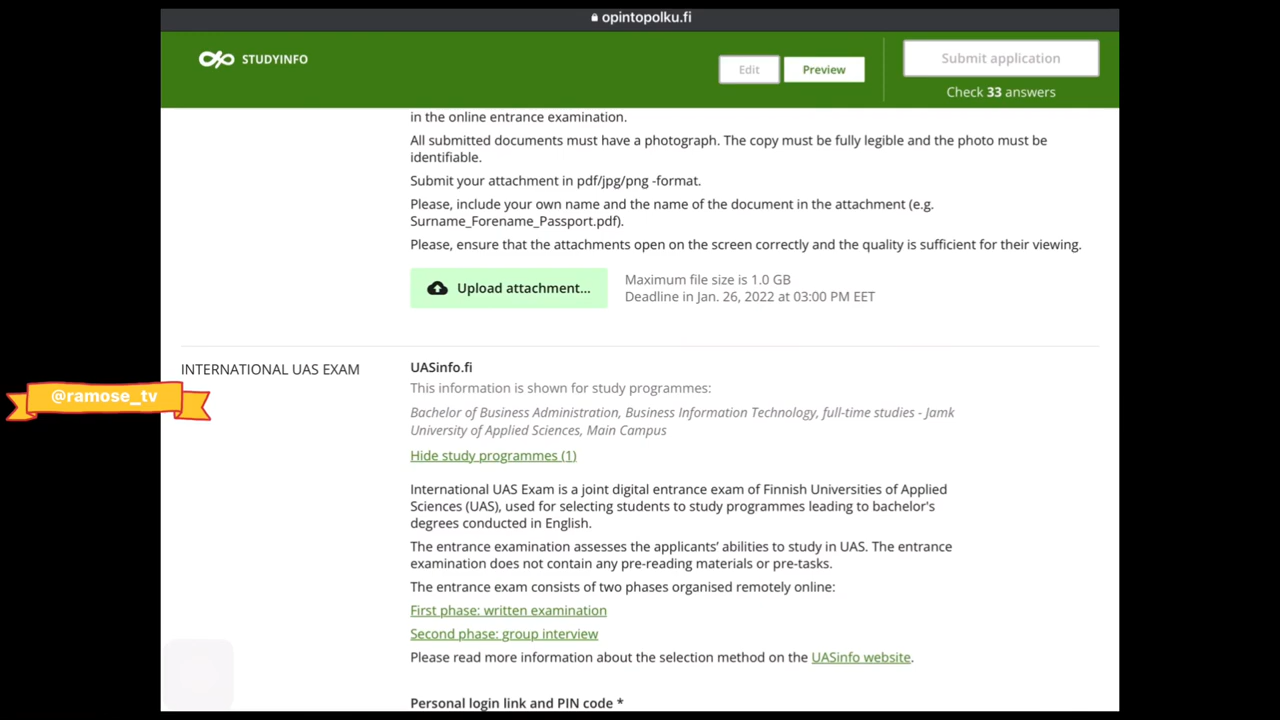 opintopolku.fi
STUDYINFO
Edit
Preview
Submit application
Check 33 answers
in the online entrance examination.
All submitted documents must have a photograph. The copy must be fully legible and the photo must be
identifiable.
Submit your attachment in pdf/jpg/png -format.
Please, include your own name and the name of the document in the attachment (e.g.
Surname_Forename_Passport.pdf).
Please, ensure that the attachments open on the screen correctly and the quality is sufficient for their viewing.
Upload attachment...
Maximum file size is 1.0 GB
Deadline in Jan. 26, 2022 at 03:00 PM EET
INTERNATIONAL UAS EXAM
@ramose_tv
UASinfo.fi
This information is shown for study programmes:
Bachelor of Business Administration, Business Information Technology, full-time studies - Jamk
University of Applied Sciences, Main Campus
Hide study programmes (1)
International UAS Exam is a joint digital entrance exam of Finnish Universities of Applied
Sciences (UAS), used for selecting students to study programmes leading to bachelor's
degrees conducted in English.
The entrance examination assesses the applicants’ abilities to study in UAS. The entrance
examination does not contain any pre-reading materials or pre-tasks.
The entrance exam consists of two phases organised remotely online:
First phase: written examination
Second phase: group interview
Please read more information about the selection method on the UASinfo website.
Personal login link and PIN code *